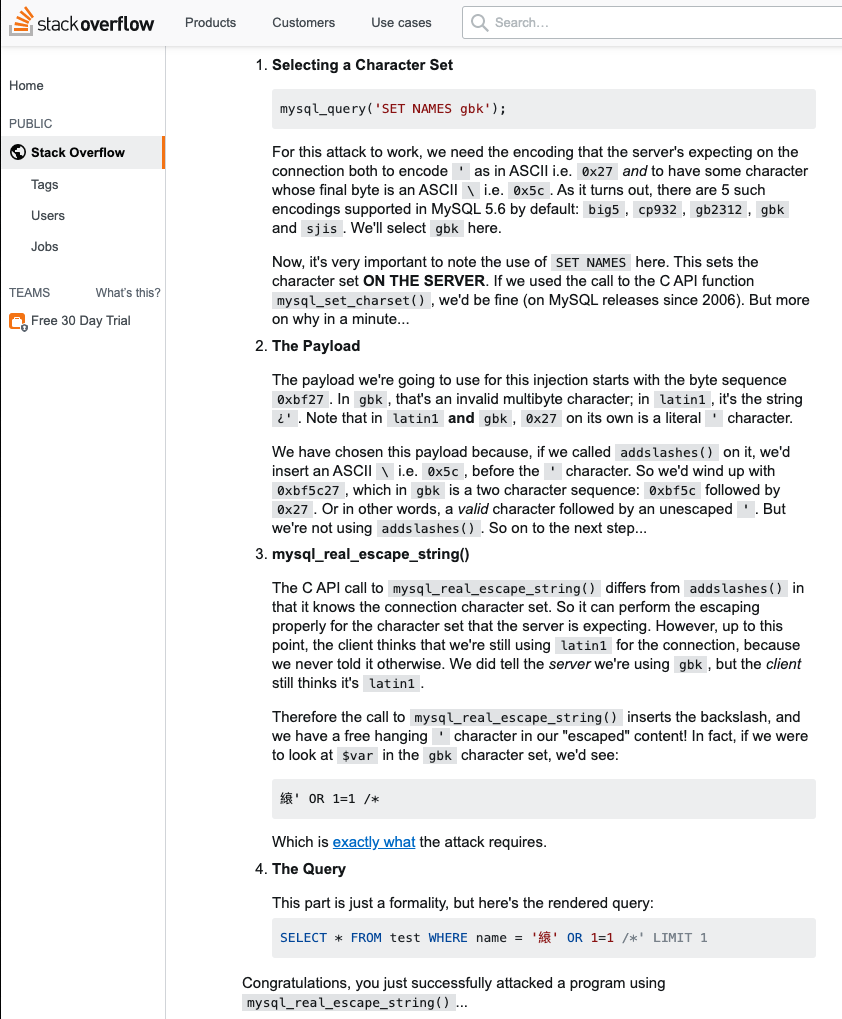 stackoverflow
Products
Customers
Use cases
Search...
Home
PUBLIC
Stack Overflow
Tags
Users
Jobs
TEAMS
What's this?
Free 30 Day Trial
1. Selecting a Character Set
mysql_query('SET NAMES gbk');
For this attack to work, we need the encoding that the server's expecting on the
connection both to encode ' as in ASCII i.e. 0x27 and to have some character
whose final byte is an ASCII \ i.e. 0x5c. As it turns out, there are 5 such
encodings supported in MySQL 5.6 by default: big5, cp932, gb2312, gbk
and sjis. We'll select gbk here.
Now, it's very important to note the use of SET NAMES here. This sets the
character set ON THE SERVER. If we used the call to the C API function
mysql_set_charset(), we'd be fine (on MySQL releases since 2006). But more
on why in a minute...
2. The Payload
The payload we're going to use for this injection starts with the byte sequence
0xbf27. In gbk, that's an invalid multibyte character; in latin1, it's the string
¿'. Note that in latin1 and gbk, 0x27 on its own is a literal ' character.
We have chosen this payload because, if we called addslashes() on it, we'd
insert an ASCII \ i.e. 0x5c, before the ' character. So we'd wind up with
0xbf5c27, which in gbk is a two character sequence: 0xbf5c followed by
0x27. Or in other words, a valid character followed by an unescaped '. But
we're not using addslashes(). So on to the next step...
3. mysql_real_escape_string()
The C API call to mysql_real_escape_string() differs from addslashes() in
that it knows the connection character set. So it can perform the escaping
properly for the character set that the server is expecting. However, up to this
point, the client thinks that we're still using latin1 for the connection, because
we never told it otherwise. We did tell the server we're using gbk, but the client
still thinks it's latin1.
Therefore the call to mysql_real_escape_string() inserts the backslash, and
we have a free hanging ' character in our "escaped" content! In fact, if we were
to look at $var in the gbk character set, we'd see:
縗' OR 1=1 /*
Which is exactly what the attack requires.
4. The Query
This part is just a formality, but here's the rendered query:
SELECT * FROM test WHERE name = '縗' OR 1=1 /*' LIMIT 1
Congratulations, you just successfully attacked a program using
mysql_real_escape_string()...